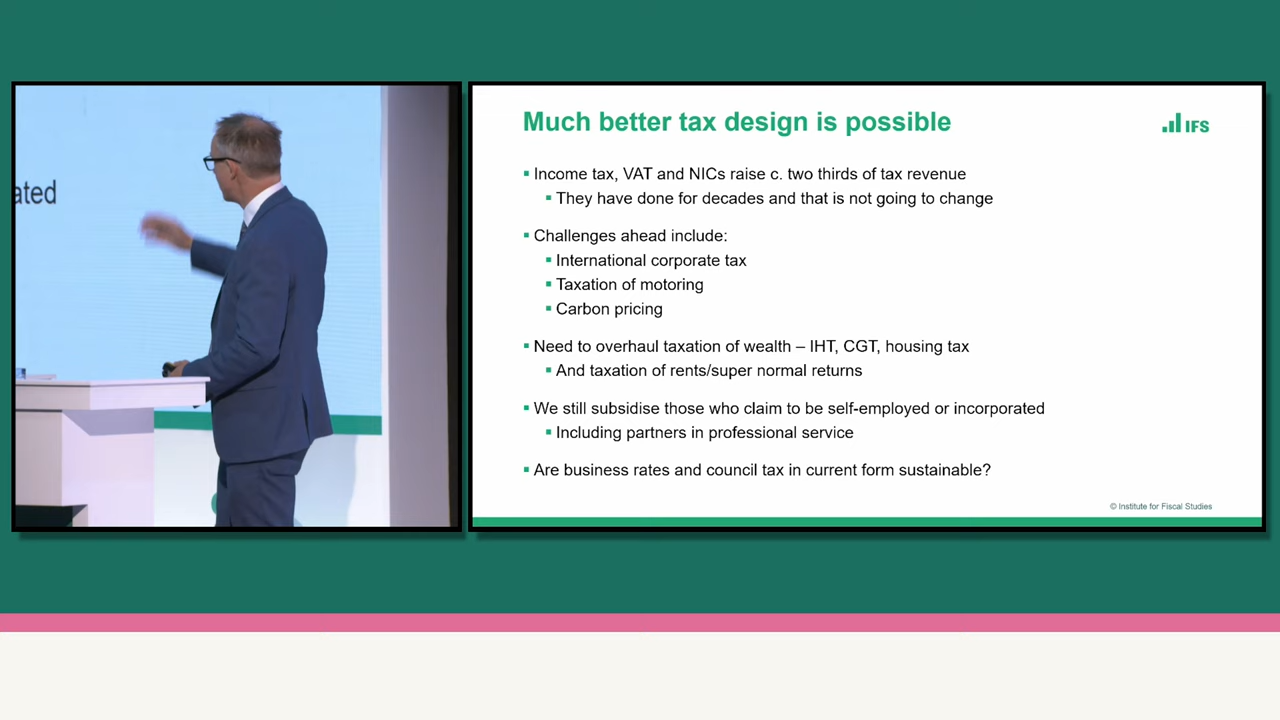 ated
Much better tax design is possible
IFS
▪ Income tax, VAT and NICs raise c. two thirds of tax revenue
▪ They have done for decades and that is not going to change
▪ Challenges ahead include:
▪ International corporate tax
▪ Taxation of motoring
▪ Carbon pricing
▪ Need to overhaul taxation of wealth – IHT, CGT, housing tax
▪ And taxation of rents/super normal returns
▪ We still subsidise those who claim to be self-employed or incorporated
▪ Including partners in professional service
▪ Are business rates and council tax in current form sustainable?
© Institute for Fiscal Studies